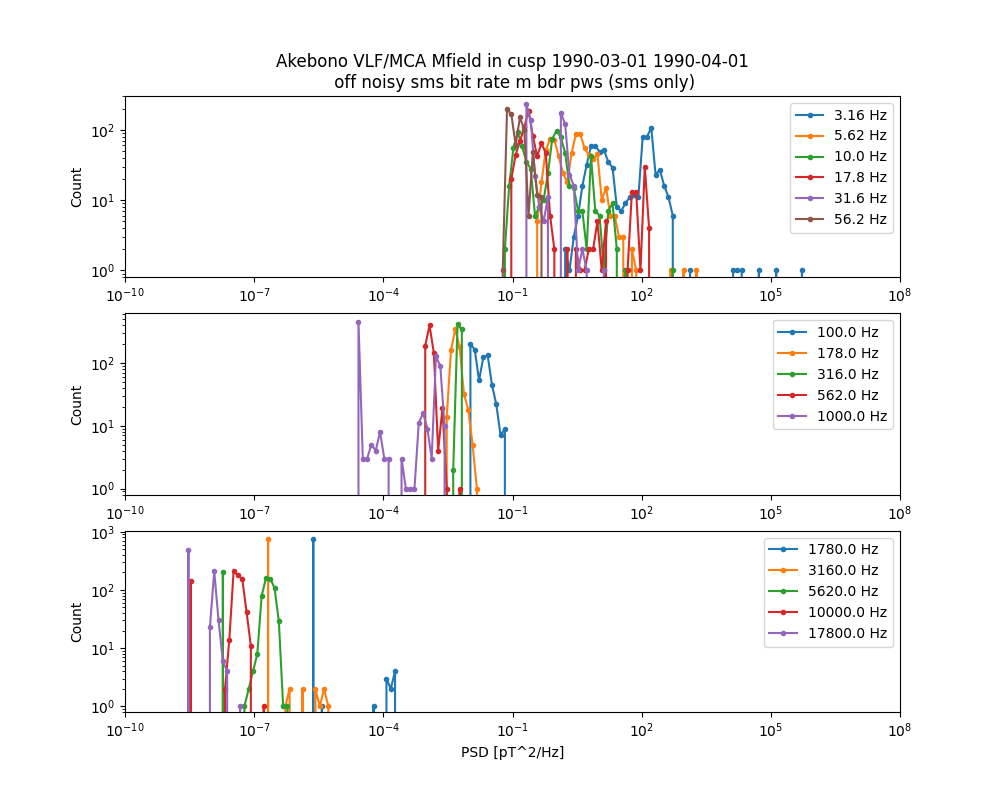 Akebono VLF/MCA Mfield in cusp 1990-03-01 1990-04-01
off noisy sms bit rate m bdr pws (sms only)
Count
10^2
10^1
10^0
3.16 Hz
5.62 Hz
10.0 Hz
17.8 Hz
31.6 Hz
56.2 Hz
10^-10 10^-7 10^-4 10^-1 10^2 10^5 10^8
Count
10^2
10^1
10^0
100.0 Hz
178.0 Hz
316.0 Hz
562.0 Hz
1000.0 Hz
10^-10 10^-7 10^-4 10^-1 10^2 10^5 10^8
Count
10^3
10^2
10^1
10^0
1780.0 Hz
3160.0 Hz
5620.0 Hz
10000.0 Hz
17800.0 Hz
10^-10 10^-7 10^-4 10^-1 10^2 10^5 10^8
PSD [pT^2/Hz]